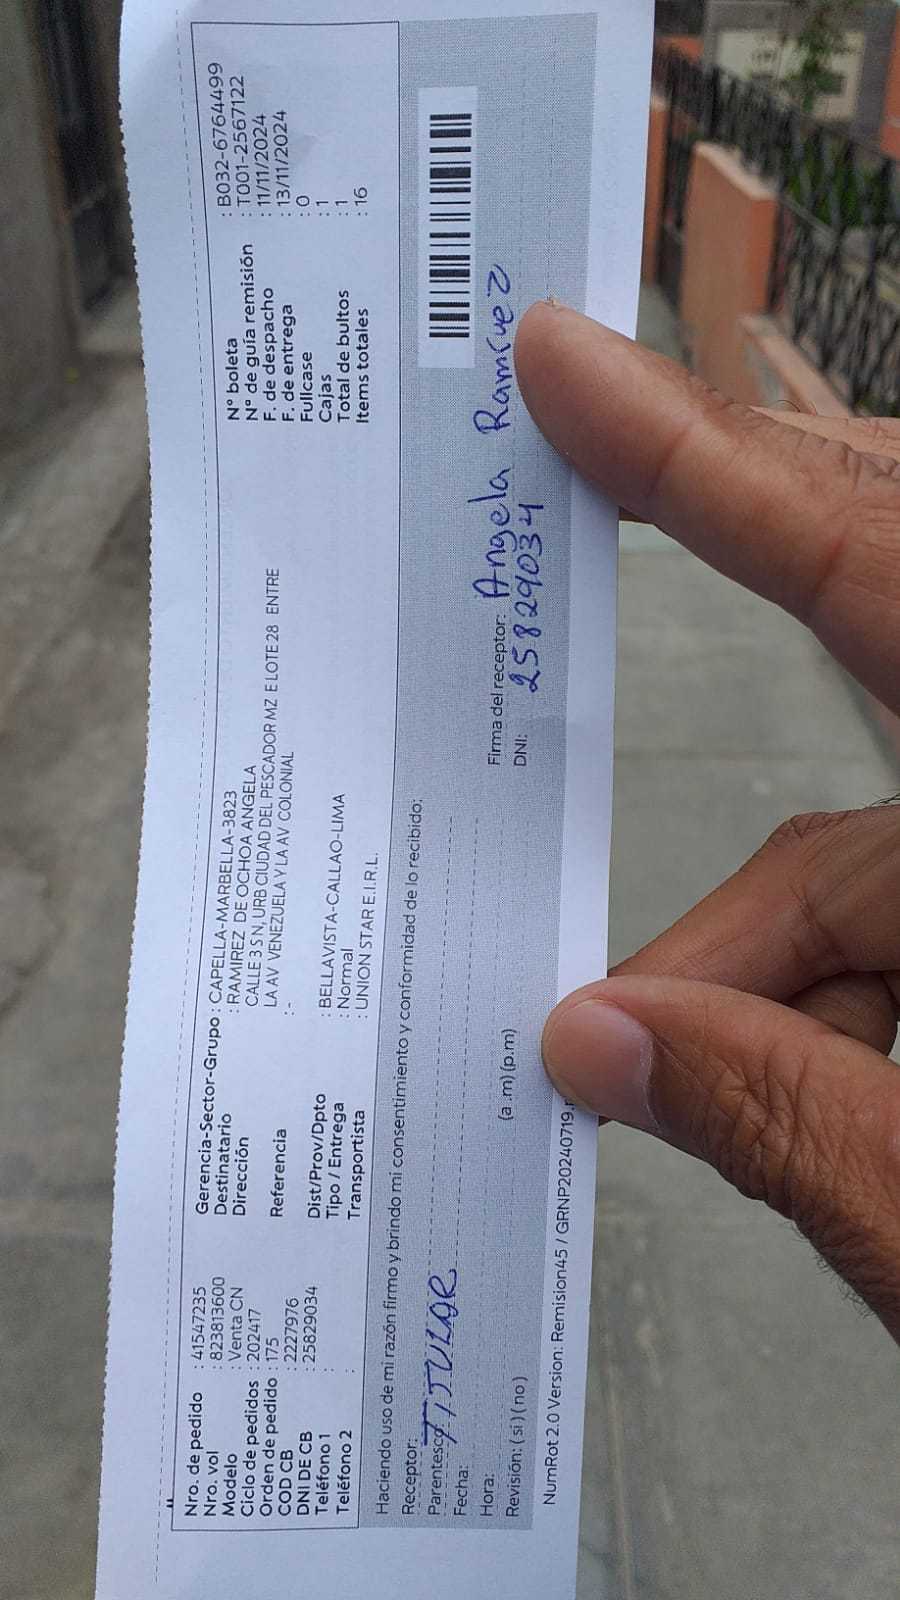 Nro. de pedido : 41547235
Nro. vol : 823813600
Modelo : Venta CN
Ciclo de pedidos : 202417
Orden de pedido : 175
COD CB : 2227976
DNI DE CB : 25829034
Teléfono 1 :
Teléfono 2 :
Gerencia-Sector-Grupo : CAPELLA-MARBELLA-3823
Destinatario : RAMIREZ DE OCHOA ANGELA
Dirección CALLE 3 S N, URB CIUDAD DEL PESCADOR MZ E LOTE 28 ENTRE
LA AV VENEZUELA Y LA AV COLONIAL
Referencia : -
Dist/Prov/Dpto : BELLAVISTA-CALLAO-LIMA
Tipo / Entrega : Normal
Transportista : UNION STAR E.I.R.L.
N° boleta : B032-6764499
N° de guía remisión : T001-2567122
F. de despacho : 11/11/2024
F. de entrega : 13/11/2024
Fullcase : 0
Cajas : 1
Total de bultos : 1
Items totales : 16
Haciendo uso de mi razón firmo y brindo mi consentimiento y conformidad de lo recibido:
Receptor:
Parentesco: TITULAR
Fecha:
Hora: (a .m) (p.m)
Revisión: ( si ) ( no )
Firma del receptor: Angela Ramirez
DNI: 25829034
NumRot 2.0 Version: Remision45 / GRNP20240719.